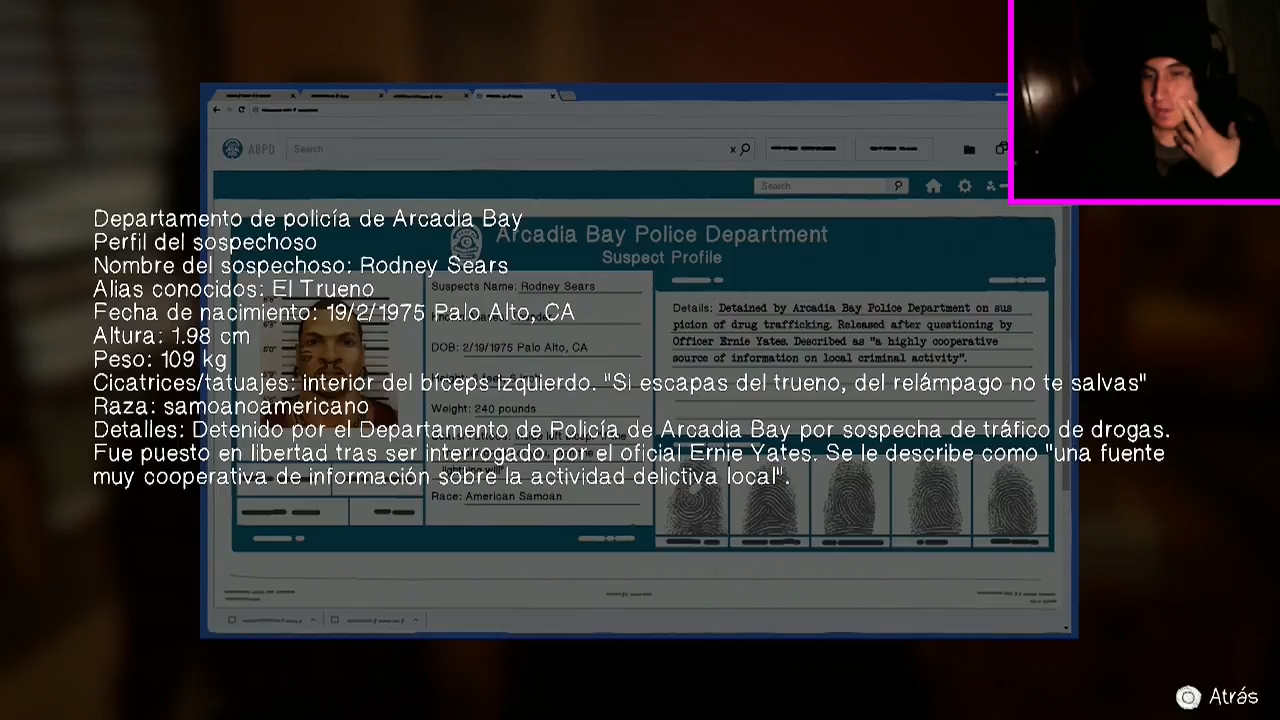 ABPD
Search
Search
Arcadia Bay Police Department
Suspect Profile
Departamento de policía de Arcadia Bay
Perfil del sospechoso
Nombre del sospechoso: Rodney Sears
Alias conocidos: El Trueno
Fecha de nacimiento: 19/2/1975 Palo Alto, CA
Altura: 1.98 cm
Peso: 109 kg
Cicatrices/tatuajes: interior del bíceps izquierdo. "Si escapas del trueno, del relámpago no te salvas"
Raza: samoanoamericano
Detalles: Detenido por el Departamento de Policía de Arcadia Bay por sospecha de tráfico de drogas.
Fue puesto en libertad tras ser interrogado por el oficial Ernie Yates. Se le describe como "una fuente
muy cooperativa de información sobre la actividad delictiva local".
Suspects Name: Rodney Sears
DOB: 2/19/1975 Palo Alto, CA
Weight: 240 pounds
Race: American Samoan
Details: Detained by Arcadia Bay Police Department on sus
picion of drug trafficking. Released after questioning by
Officer Ernie Yates. Described as "a highly cooperative
source of information on local criminal activity".
Atrás